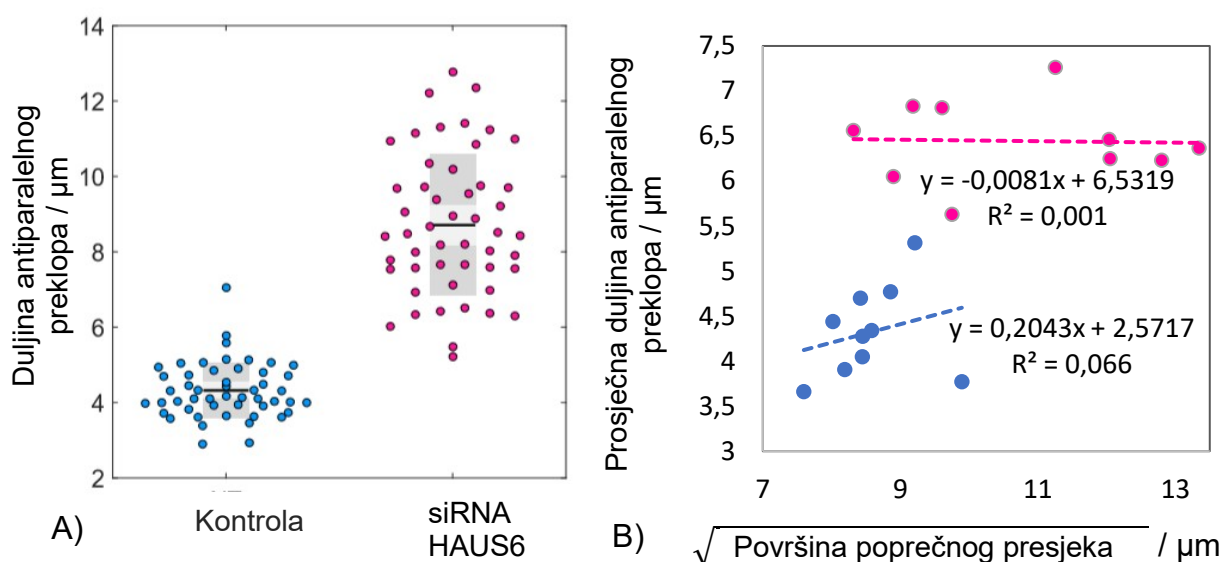 Duljina antiparalelnog
preklopa / µm
14
12
10
8
6
4
2
A)
Kontrola
siRNA
HAUS6
Prosječna duljina antiparalelnog
preklopa / µm
7,5
7
6,5
6
5,5
5
4,5
4
3,5
3
y = -0,0081x + 6,5319
R² = 0,001
y = 0,2043x + 2,5717
R² = 0,066
7
9
11
13
B)
√ Površina poprečnog presjeka / µm